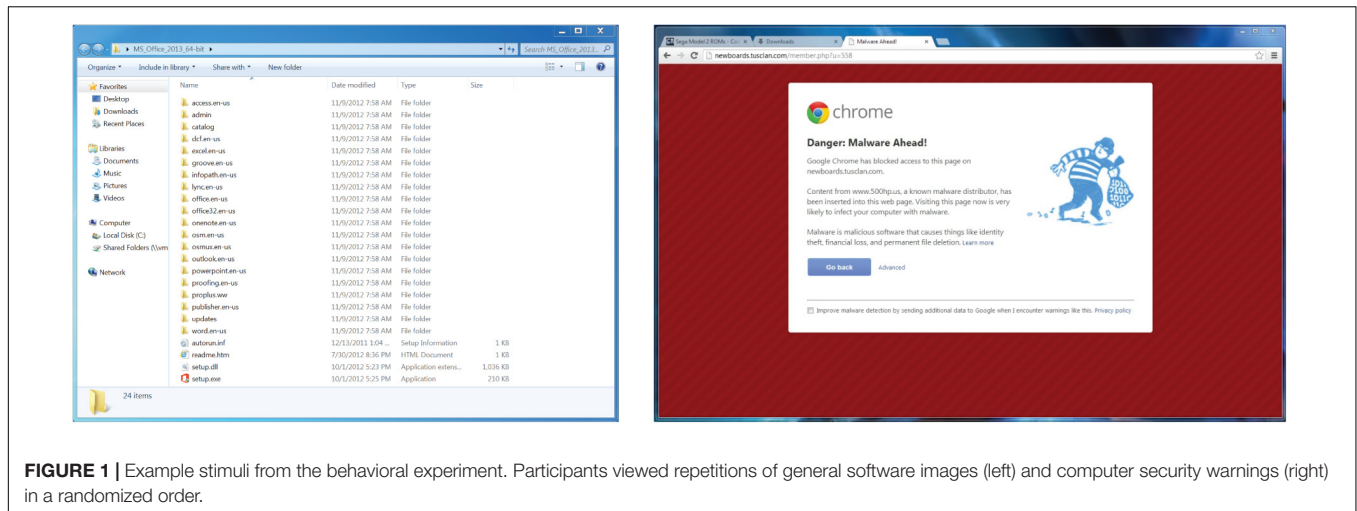 MS_Office_2013_64-bit
Search MS_Office_2013...
Organize Include in library Share with New folder
Favorites
Desktop
Downloads
Recent Places
Libraries
Documents
Music
Pictures
Videos
Computer
Local Disk (C:)
Shared Folders (\\vm
Network
Name Date modified Type Size
access.en-us 11/9/2012 7:58 AM File folder
admin 11/9/2012 7:58 AM File folder
catalog 11/9/2012 7:58 AM File folder
dcf.en-us 11/9/2012 7:58 AM File folder
excel.en-us 11/9/2012 7:58 AM File folder
groove.en-us 11/9/2012 7:58 AM File folder
infopath.en-us 11/9/2012 7:58 AM File folder
lync.en-us 11/9/2012 7:58 AM File folder
office.en-us 11/9/2012 7:58 AM File folder
office32.en-us 11/9/2012 7:58 AM File folder
onenote.en-us 11/9/2012 7:58 AM File folder
osm.en-us 11/9/2012 7:58 AM File folder
osmux.en-us 11/9/2012 7:58 AM File folder
outlook.en-us 11/9/2012 7:58 AM File folder
powerpoint.en-us 11/9/2012 7:58 AM File folder
proofing.en-us 11/9/2012 7:58 AM File folder
proplus.ww 11/9/2012 7:58 AM File folder
publisher.en-us 11/9/2012 7:58 AM File folder
updates 11/9/2012 7:58 AM File folder
word.en-us 11/9/2012 7:58 AM File folder
autorun.inf 12/13/2011 1:04 ... Setup Information 1 KB
readme.htm 7/30/2012 8:36 PM HTML Document 1 KB
setup.dll 10/1/2012 5:23 PM Application extens... 1,036 KB
setup.exe 10/1/2012 5:25 PM Application 210 KB
24 items
Sega Model 2 ROMs - Co Downloads Malware Ahead!
newboards.tusclan.com/member.php?u=558
chrome
Danger: Malware Ahead!
Google Chrome has blocked access to this page on
newboards.tusclan.com.
Content from www.500hp.us, a known malware distributor, has
been inserted into this web page. Visiting this page now is very
likely to infect your computer with malware.
Malware is malicious software that causes things like identity
theft, financial loss, and permanent file deletion. Learn more
Go back Advanced
Improve malware detection by sending additional data to Google when I encounter warnings like this. Privacy policy
FIGURE 1 | Example stimuli from the behavioral experiment. Participants viewed repetitions of general software images (left) and computer security warnings (right)
in a randomized order.